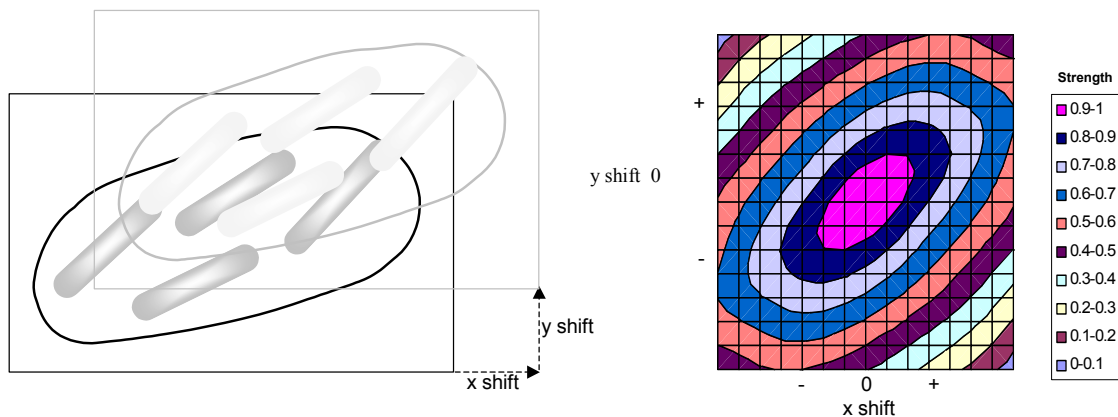 y shift
x shift
y shift 0
+
-
- 0 +
x shift
Strength
0.9-1
0.8-0.9
0.7-0.8
0.6-0.7
0.5-0.6
0.4-0.5
0.3-0.4
0.2-0.3
0.1-0.2
0-0.1